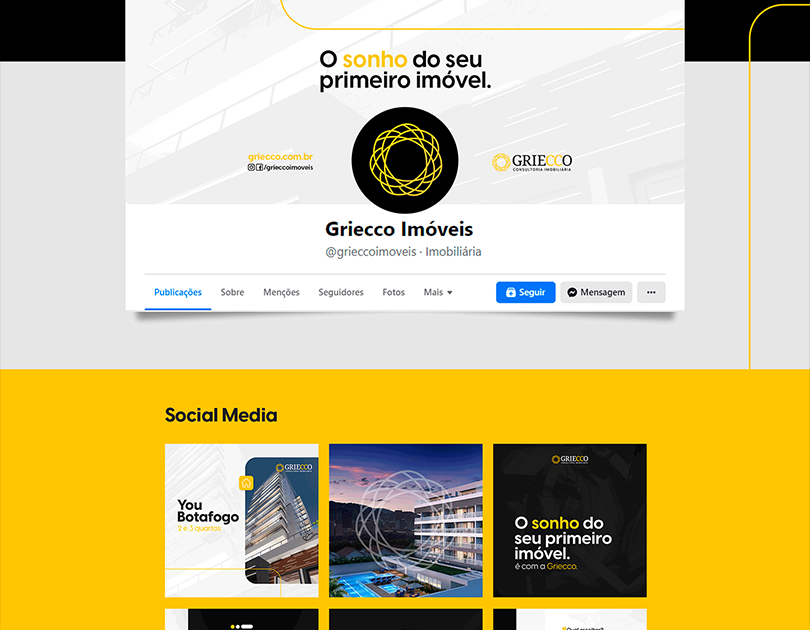 O sonho do seu
primeiro imóvel.
griecco.com.br
/grieccoimoveis
GRIECCO
CONSULTORIA IMOBILIÁRIA
Griecco Imóveis
@grieccoimoveis · Imobiliária
Publicações
Sobre
Menções
Seguidores
Fotos
Mais
Seguir
Mensagem
Social Media
GRIECCO
You
Botafogo
2 e 3 quartos
GRIECCO
O sonho do
seu primeiro
imóvel.
é com a Griecco.